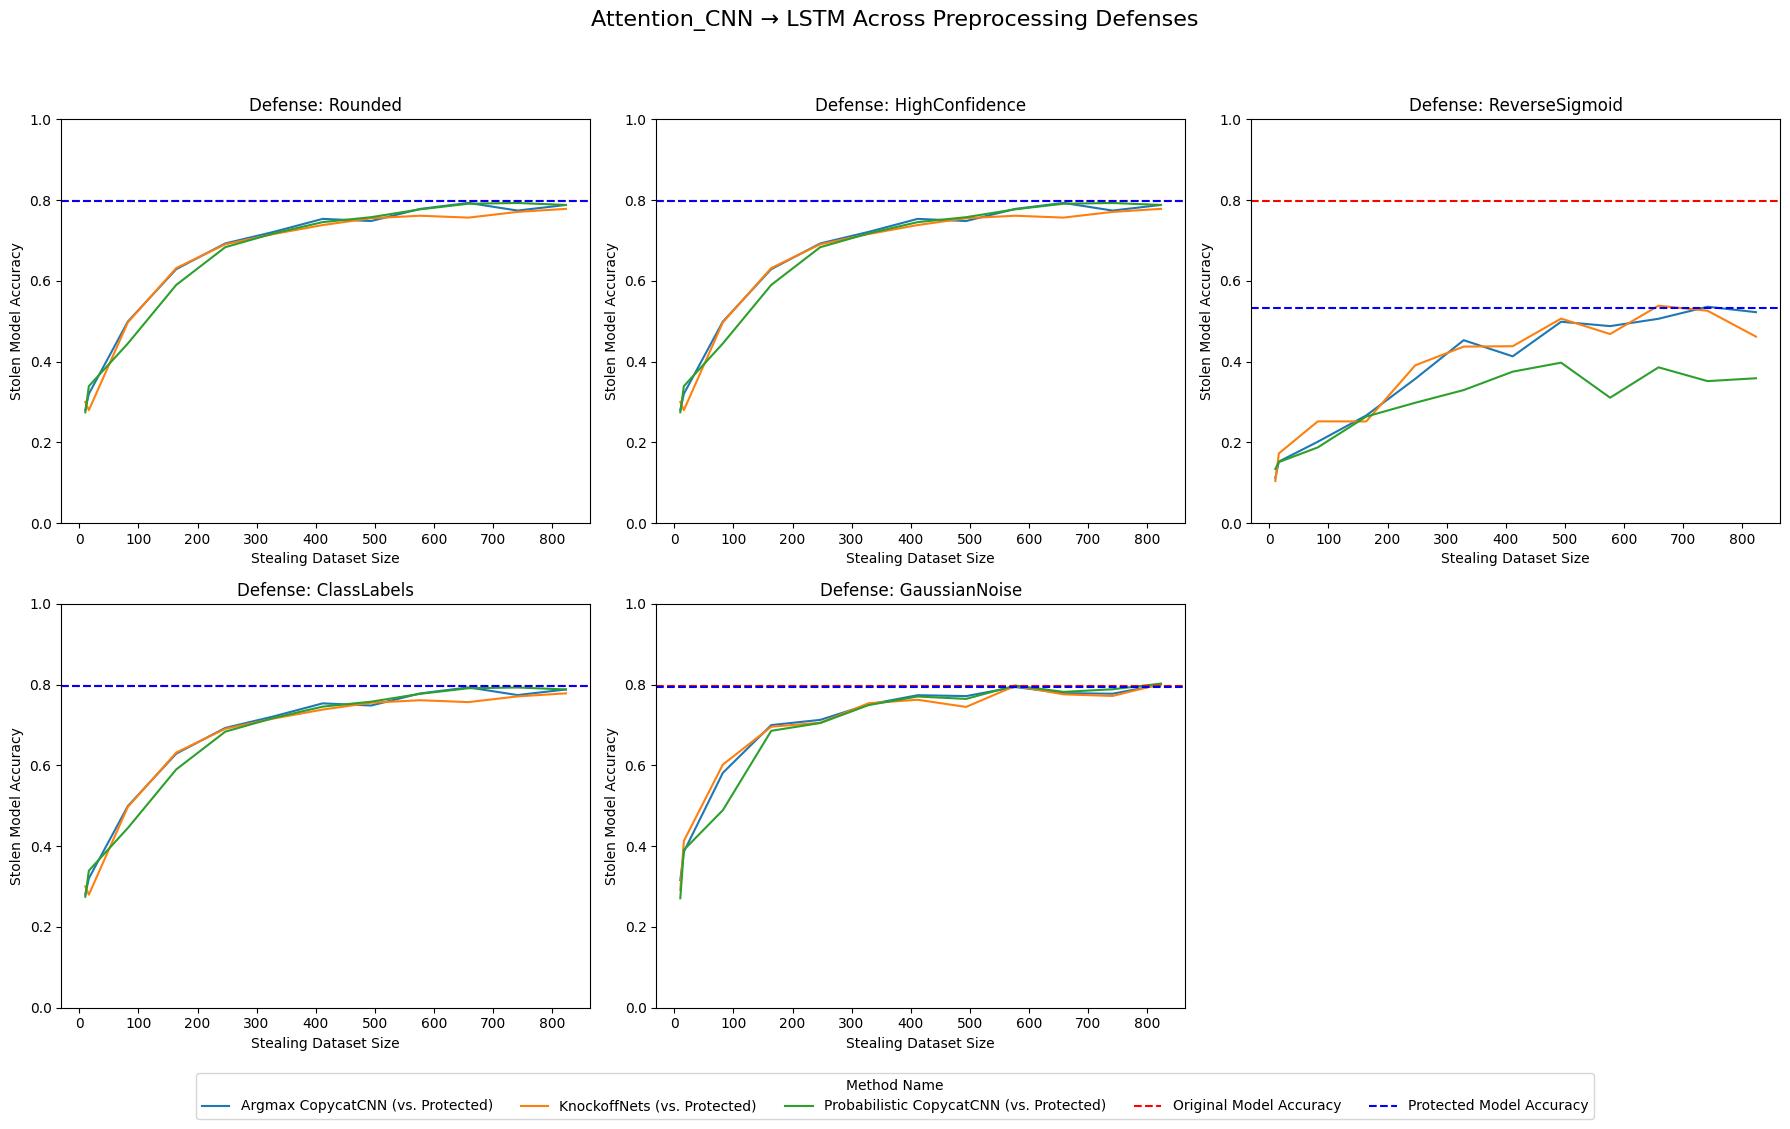 Attention_CNN → LSTM Across Preprocessing Defenses
Defense: Rounded
Stolen Model Accuracy
1.0
0.8
0.6
0.4
0.2
0.0
0 100 200 300 400 500 600 700 800
Stealing Dataset Size
Defense: HighConfidence
Stolen Model Accuracy
1.0
0.8
0.6
0.4
0.2
0.0
0 100 200 300 400 500 600 700 800
Stealing Dataset Size
Defense: ReverseSigmoid
Stolen Model Accuracy
1.0
0.8
0.6
0.4
0.2
0.0
0 100 200 300 400 500 600 700 800
Stealing Dataset Size
Defense: ClassLabels
Stolen Model Accuracy
1.0
0.8
0.6
0.4
0.2
0.0
0 100 200 300 400 500 600 700 800
Stealing Dataset Size
Defense: GaussianNoise
Stolen Model Accuracy
1.0
0.8
0.6
0.4
0.2
0.0
0 100 200 300 400 500 600 700 800
Stealing Dataset Size
Method Name
Argmax CopycatCNN (vs. Protected) KnockoffNets (vs. Protected) Probabilistic CopycatCNN (vs. Protected) Original Model Accuracy Protected Model Accuracy